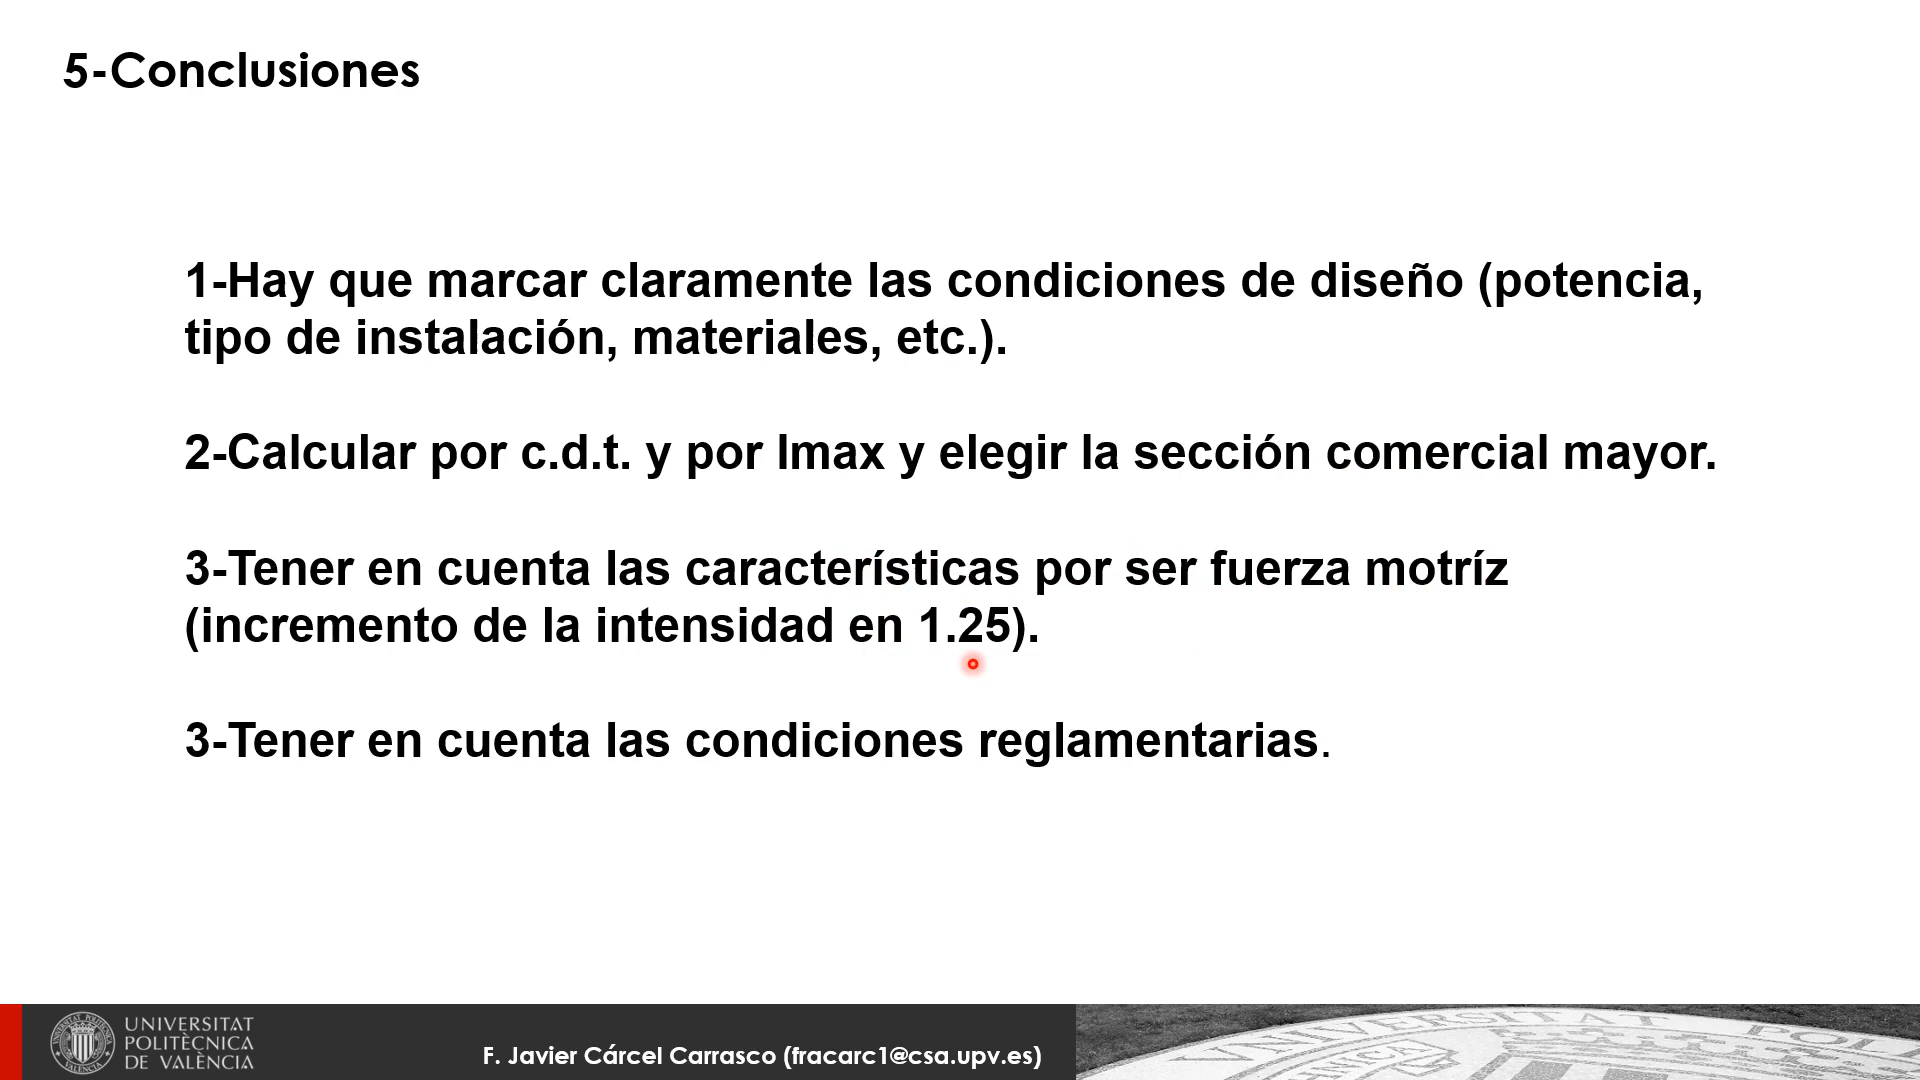 5-Conclusiones
1-Hay que marcar claramente las condiciones de diseño (potencia,
tipo de instalación, materiales, etc.).
2-Calcular por c.d.t. y por Imax y elegir la sección comercial mayor.
3-Tener en cuenta las características por ser fuerza motríz
(incremento de la intensidad en 1.25).
3-Tener en cuenta las condiciones reglamentarias.
UNIVERSITAT
POLITÈCNICA
DE VALÈNCIA
F. Javier Cárcel Carrasco (fracarc1@csa.upv.es)